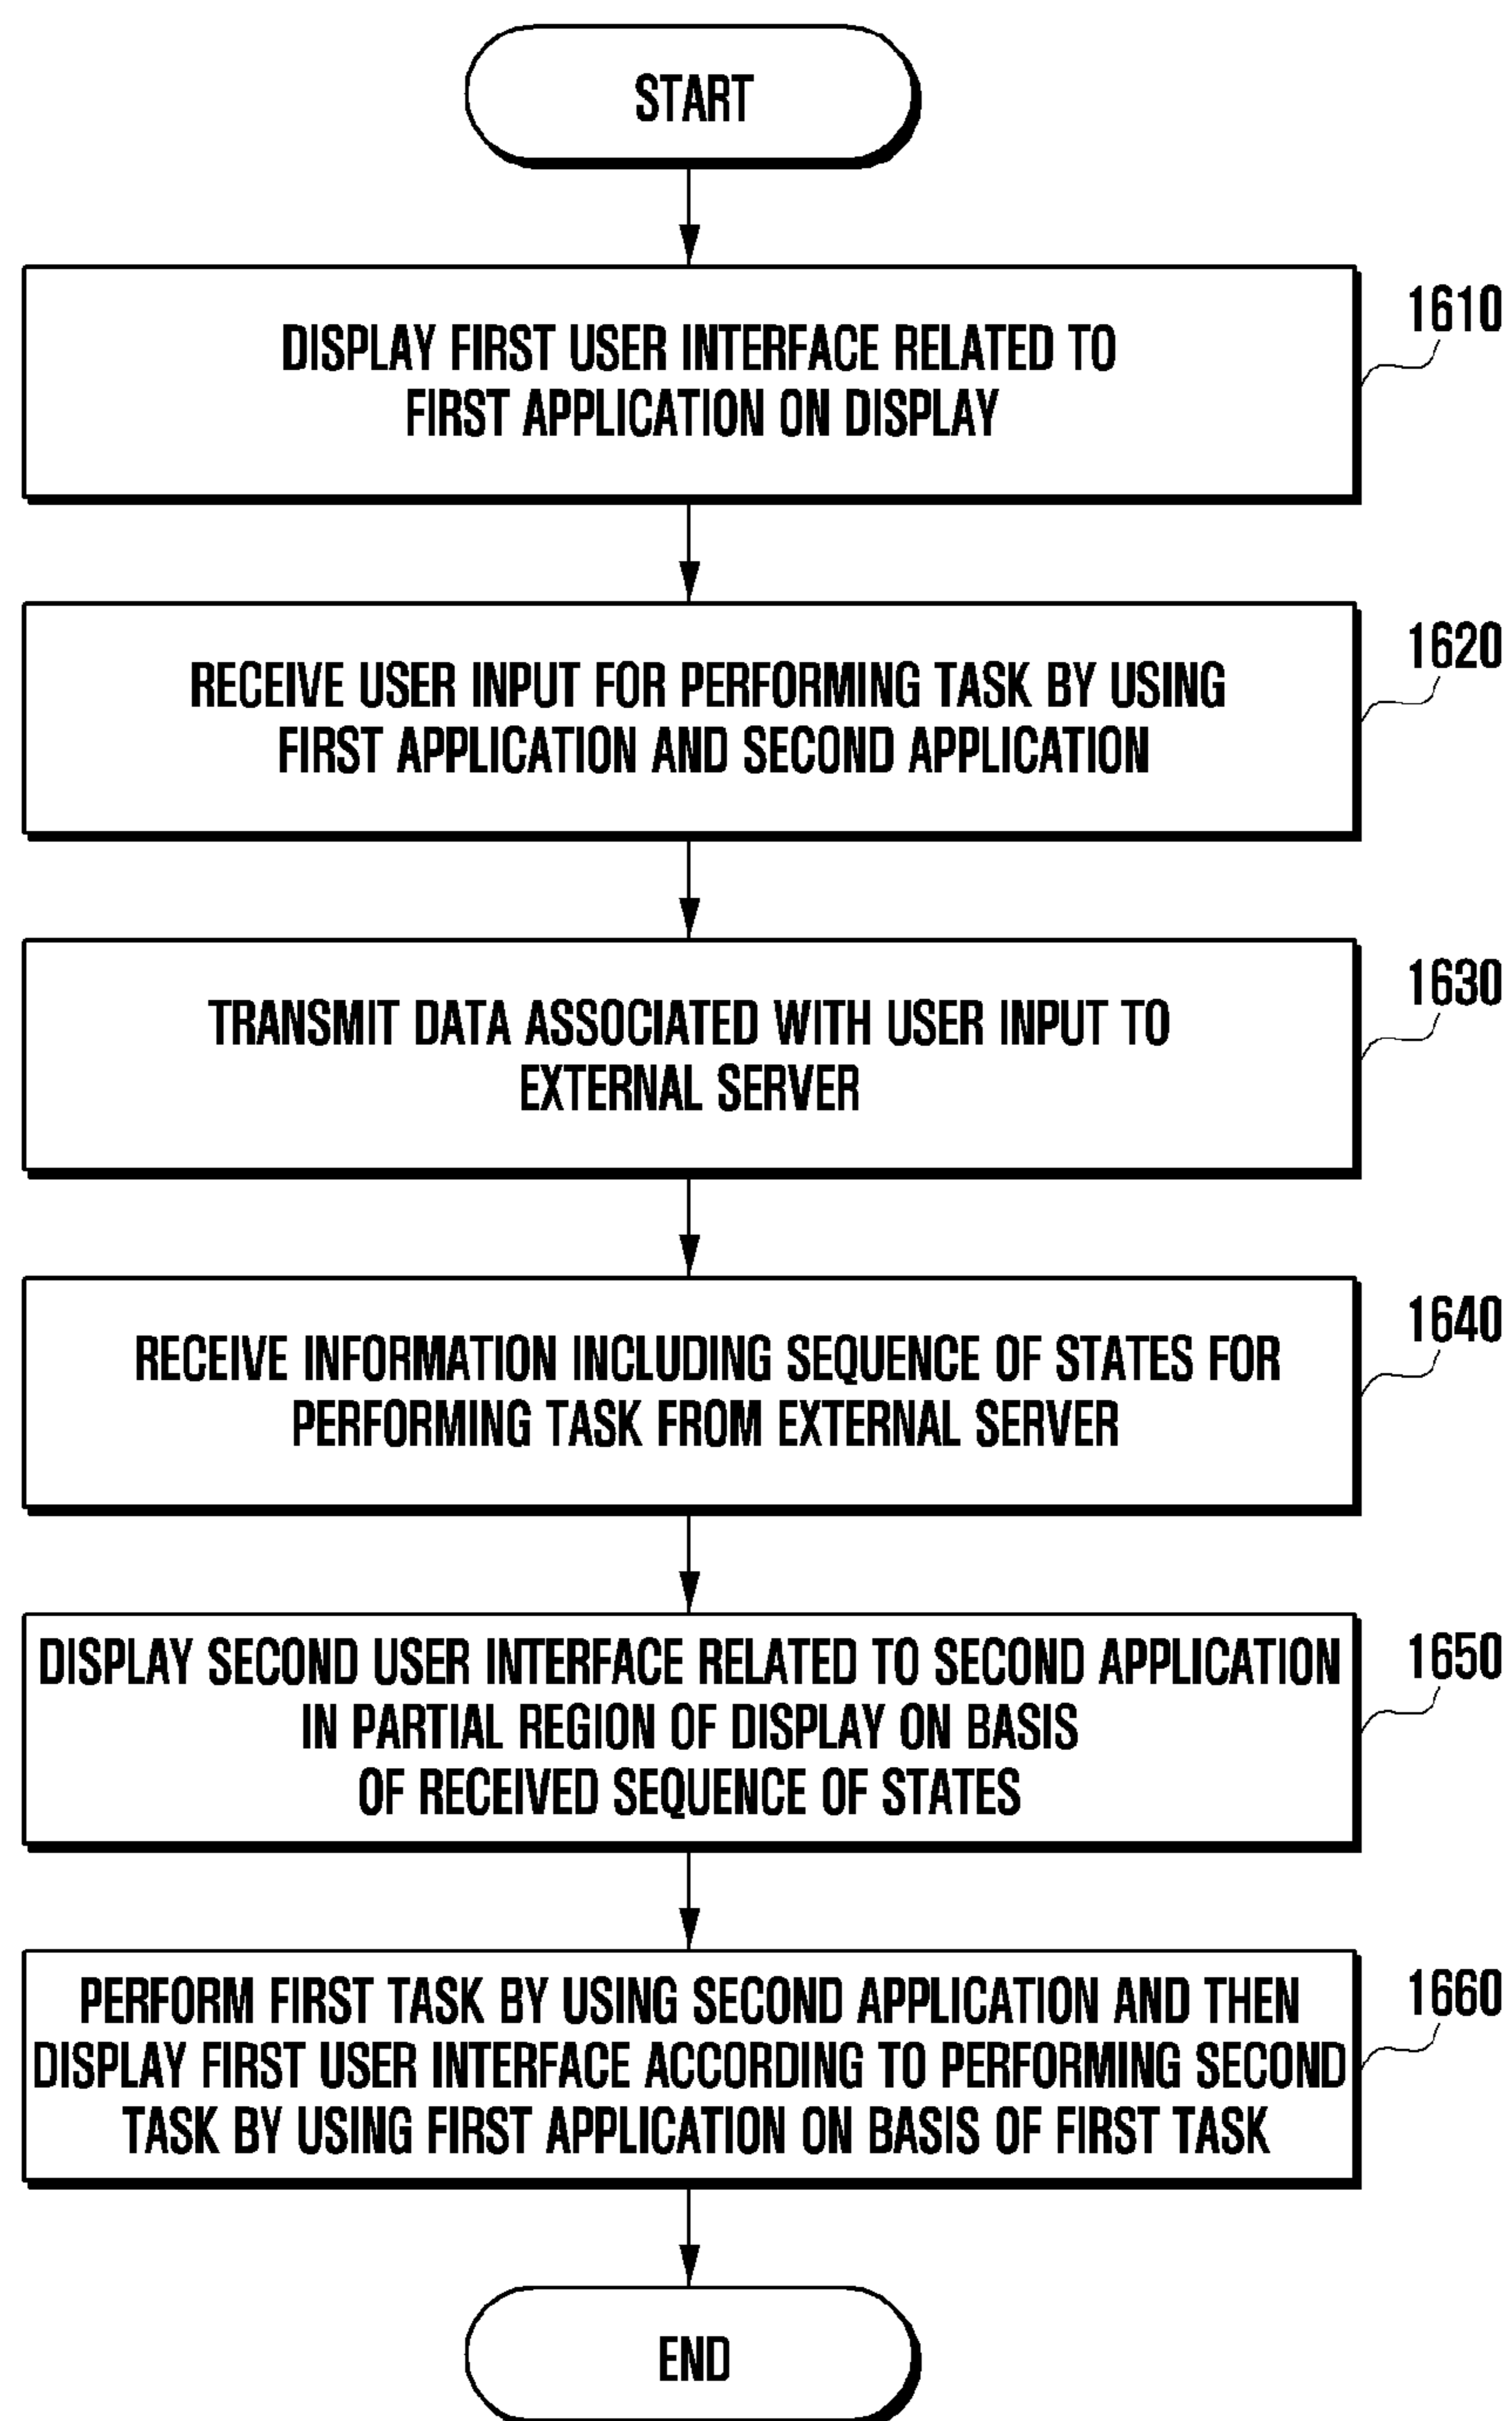 START
1610
DISPLAY FIRST USER INTERFACE RELATED TO
FIRST APPLICATION ON DISPLAY
1620
RECEIVE USER INPUT FOR PERFORMING TASK BY USING
FIRST APPLICATION AND SECOND APPLICATION
1630
TRANSMIT DATA ASSOCIATED WITH USER INPUT TO
EXTERNAL SERVER
1640
RECEIVE INFORMATION INCLUDING SEQUENCE OF STATES FOR
PERFORMING TASK FROM EXTERNAL SERVER
1650
DISPLAY SECOND USER INTERFACE RELATED TO SECOND APPLICATION
IN PARTIAL REGION OF DISPLAY ON BASIS
OF RECEIVED SEQUENCE OF STATES
1660
PERFORM FIRST TASK BY USING SECOND APPLICATION AND THEN
DISPLAY FIRST USER INTERFACE ACCORDING TO PERFORMING SECOND
TASK BY USING FIRST APPLICATION ON BASIS OF FIRST TASK
END